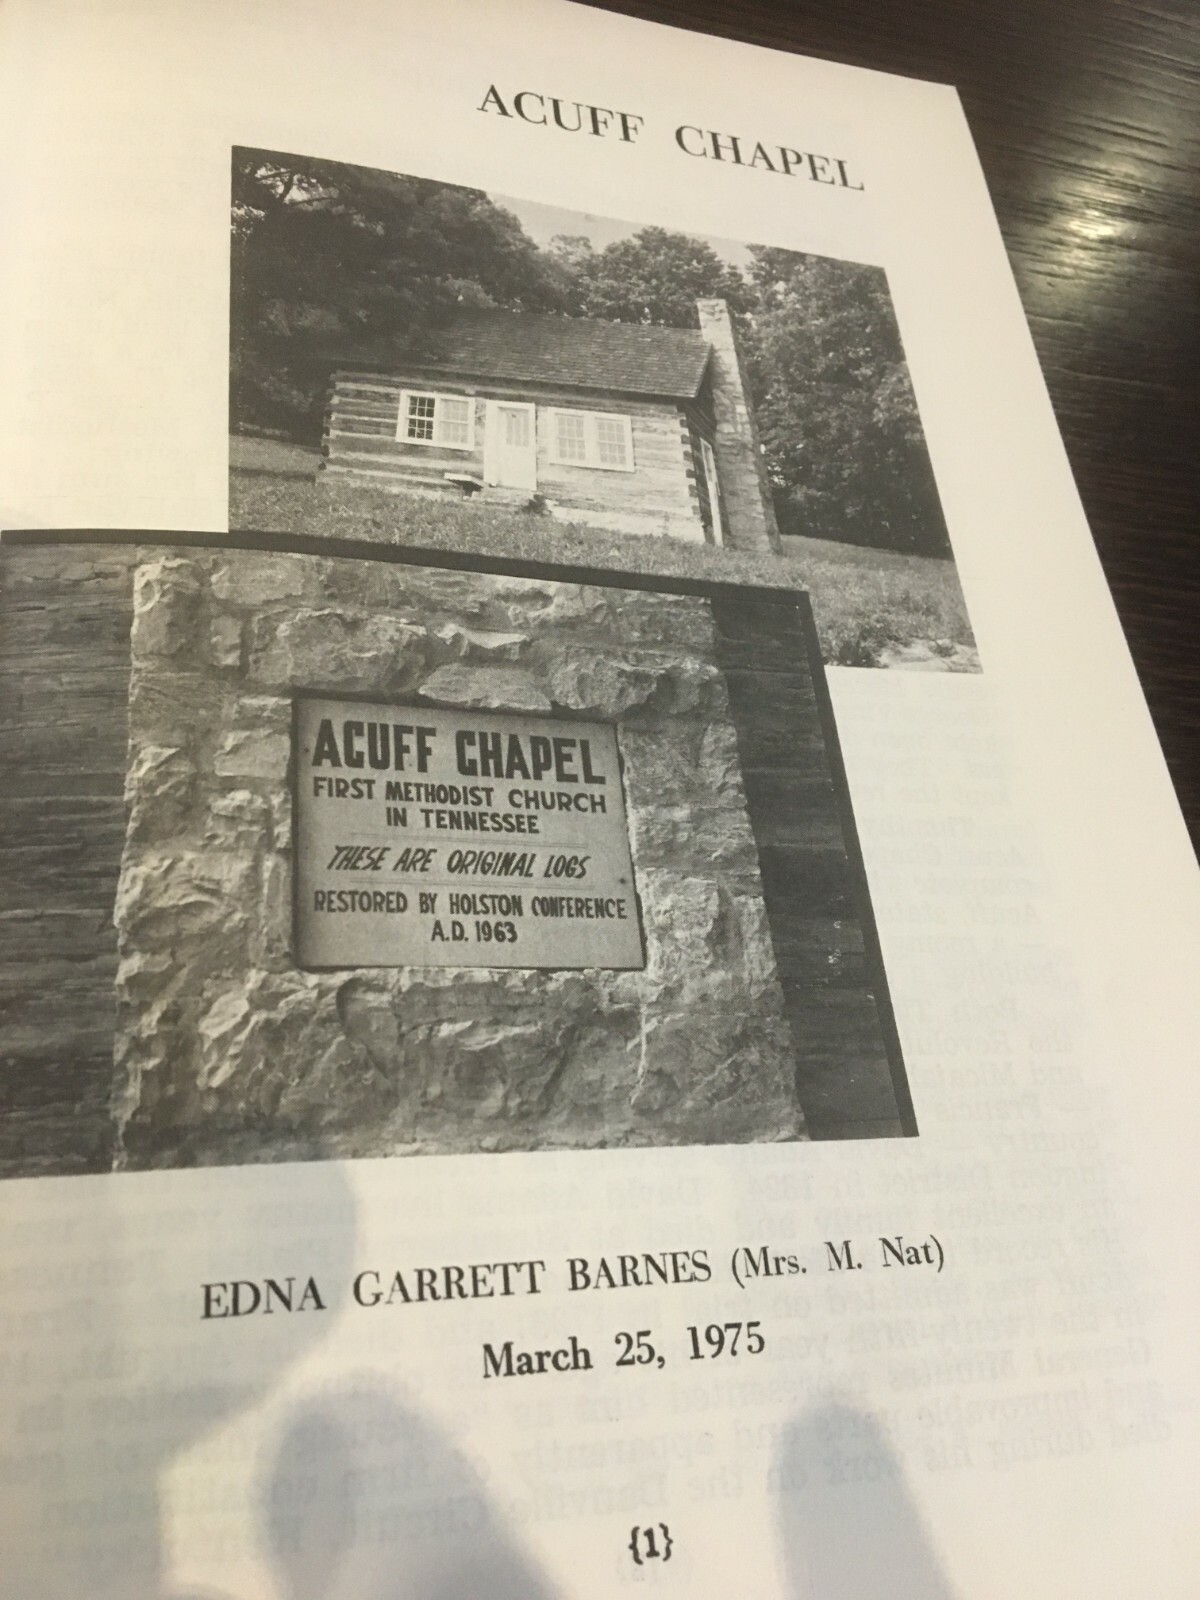 ACUFF CHAPEL
ACUFF CHAPEL
FIRST METHODIST CHURCH
IN TENNESSEE
THESE ARE ORIGINAL LOGS
RESTORED BY HOLSTON CONFERENCE
A.D. 1963
EDNA GARRETT BARNES (Mrs. M. Nat)
March 25, 1975
{1}